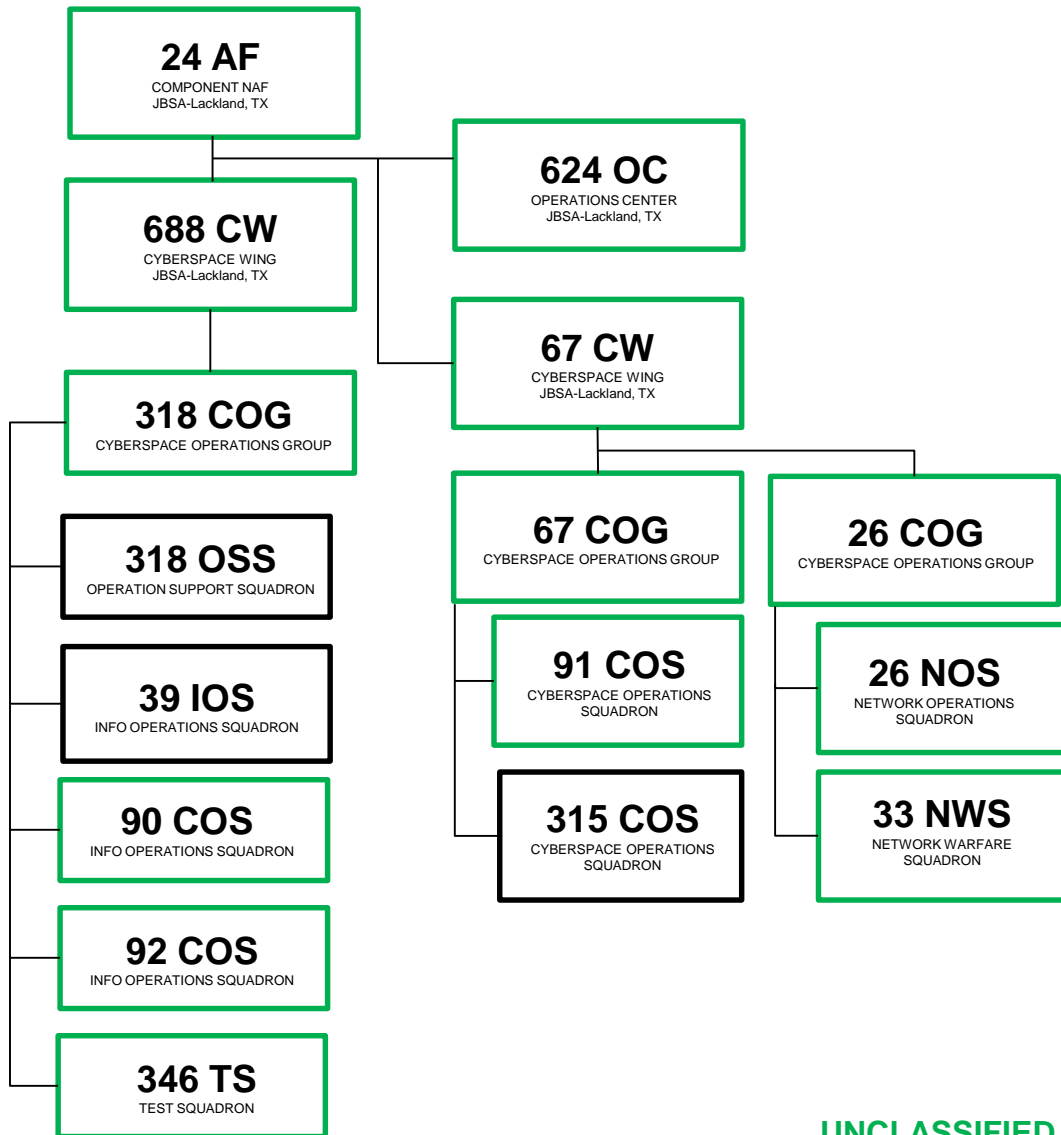 24 AF
COMPONENT NAF
JBSA-Lackland, TX
624 OC
OPERATIONS CENTER
JBSA-Lackland, TX
688 CW
CYBERSPACE WING
JBSA-Lackland, TX
67 CW
CYBERSPACE WING
JBSA-Lackland, TX
318 COG
CYBERSPACE OPERATIONS GROUP
67 COG
CYBERSPACE OPERATIONS GROUP
26 COG
CYBERSPACE OPERATIONS GROUP
318 OSS
OPERATION SUPPORT SQUADRON
39 IOS
INFO OPERATIONS SQUADRON
90 COS
INFO OPERATIONS SQUADRON
92 COS
INFO OPERATIONS SQUADRON
346 TS
TEST SQUADRON
91 COS
CYBERSPACE OPERATIONS
SQUADRON
315 COS
CYBERSPACE OPERATIONS
SQUADRON
26 NOS
NETWORK OPERATIONS
SQUADRON
33 NWS
NETWORK WARFARE
SQUADRON
UNCLASSIFIED